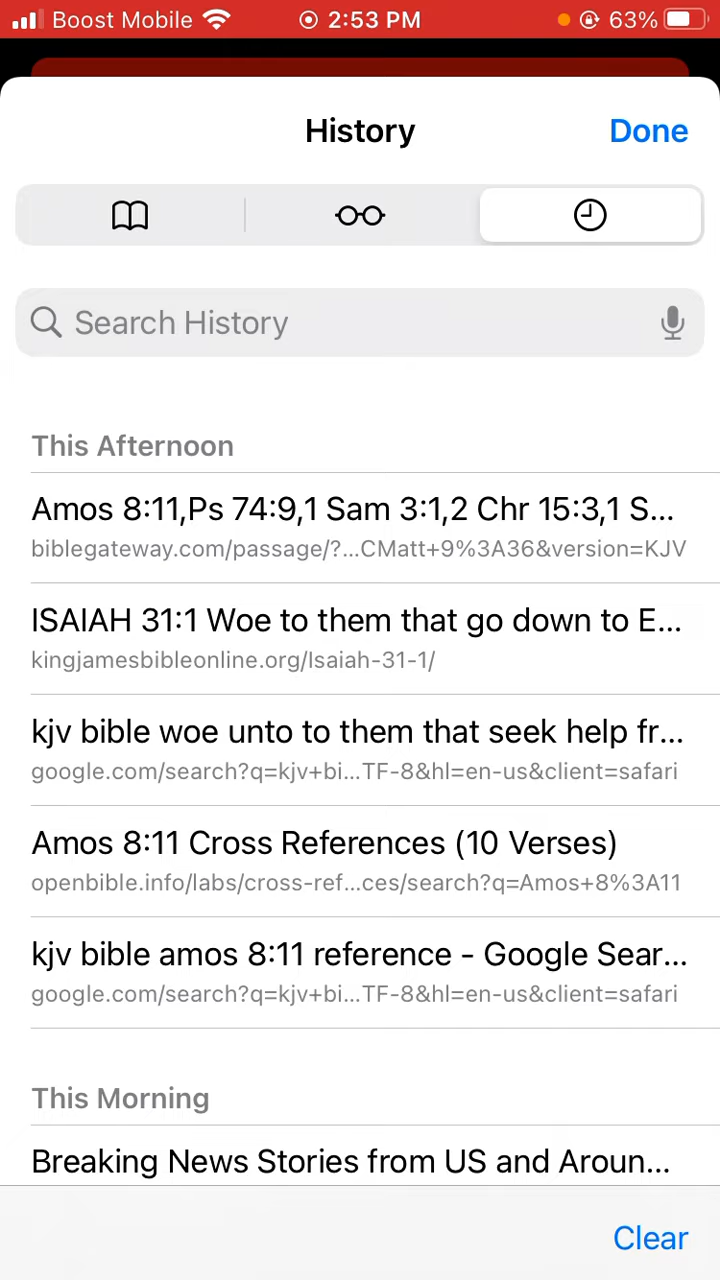 Boost Mobile 2:53 PM 63%
History Done
Search History
This Afternoon
Amos 8:11,Ps 74:9,1 Sam 3:1,2 Chr 15:3,1 S...
biblegateway.com/passage/?...CMatt+9%3A36&version=KJV
ISAIAH 31:1 Woe to them that go down to E...
kingjamesbibleonline.org/Isaiah-31-1/
kjv bible woe unto to them that seek help fr...
google.com/search?q=kjv+bi...TF-8&hl=en-us&client=safari
Amos 8:11 Cross References (10 Verses)
openbible.info/labs/cross-ref...ces/search?q=Amos+8%3A11
kjv bible amos 8:11 reference - Google Sear...
google.com/search?q=kjv+bi...TF-8&hl=en-us&client=safari
This Morning
Breaking News Stories from US and Aroun...
Clear